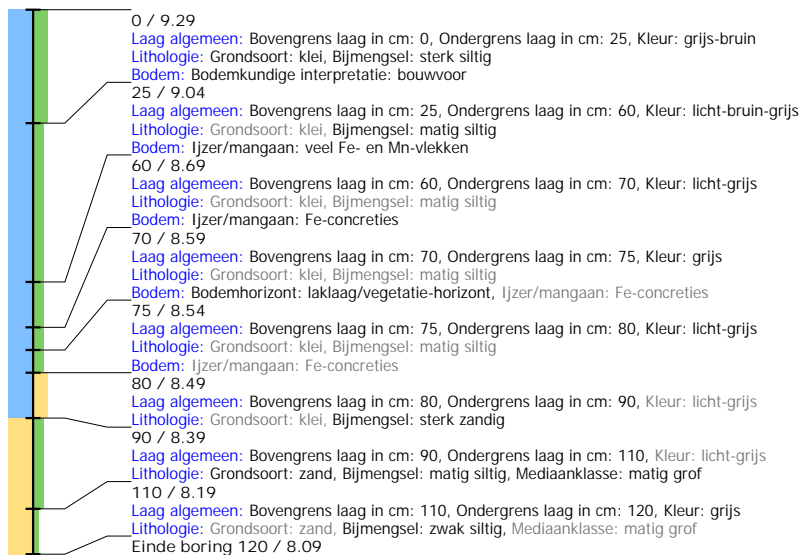 0 / 9.29
Laag algemeen: Bovengrens laag in cm: 0, Ondergrens laag in cm: 25, Kleur: grijs-bruin
Lithologie: Grondsoort: klei, Bijmengsel: sterk siltig
Bodem: Bodemkundige interpretatie: bouwvoor
25 / 9.04
Laag algemeen: Bovengrens laag in cm: 25, Ondergrens laag in cm: 60, Kleur: licht-bruin-grijs
Lithologie: Grondsoort: klei, Bijmengsel: matig siltig
Bodem: Ijzer/mangaan: veel Fe- en Mn-vlekken
60 / 8.69
Laag algemeen: Bovengrens laag in cm: 60, Ondergrens laag in cm: 70, Kleur: licht-grijs
Lithologie: Grondsoort: klei, Bijmengsel: matig siltig
Bodem: Ijzer/mangaan: Fe-concreties
70 / 8.59
Laag algemeen: Bovengrens laag in cm: 70, Ondergrens laag in cm: 75, Kleur: grijs
Lithologie: Grondsoort: klei, Bijmengsel: matig siltig
Bodem: Bodemhorizont: laklaag/vegetatie-horizont, Ijzer/mangaan: Fe-concreties
75 / 8.54
Laag algemeen: Bovengrens laag in cm: 75, Ondergrens laag in cm: 80, Kleur: licht-grijs
Lithologie: Grondsoort: klei, Bijmengsel: matig siltig
Bodem: Ijzer/mangaan: Fe-concreties
80 / 8.49
Laag algemeen: Bovengrens laag in cm: 80, Ondergrens laag in cm: 90, Kleur: licht-grijs
Lithologie: Grondsoort: klei, Bijmengsel: sterk zandig
90 / 8.39
Laag algemeen: Bovengrens laag in cm: 90, Ondergrens laag in cm: 110, Kleur: licht-grijs
Lithologie: Grondsoort: zand, Bijmengsel: matig siltig, Mediaanklasse: matig grof
110 / 8.19
Laag algemeen: Bovengrens laag in cm: 110, Ondergrens laag in cm: 120, Kleur: grijs
Lithologie: Grondsoort: zand, Bijmengsel: zwak siltig, Mediaanklasse: matig grof
Einde boring 120 / 8.09